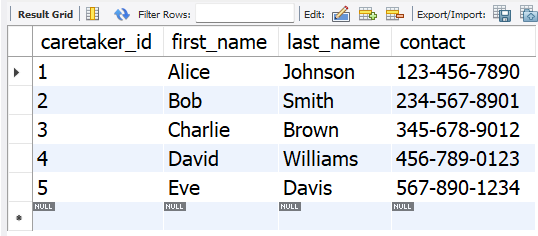 Result Grid Filter Rows: Edit: Export/Import:
caretaker_id first_name last_name contact
1 Alice Johnson 123-456-7890
2 Bob Smith 234-567-8901
3 Charlie Brown 345-678-9012
4 David Williams 456-789-0123
5 Eve Davis 567-890-1234
NULL NULL NULL NULL